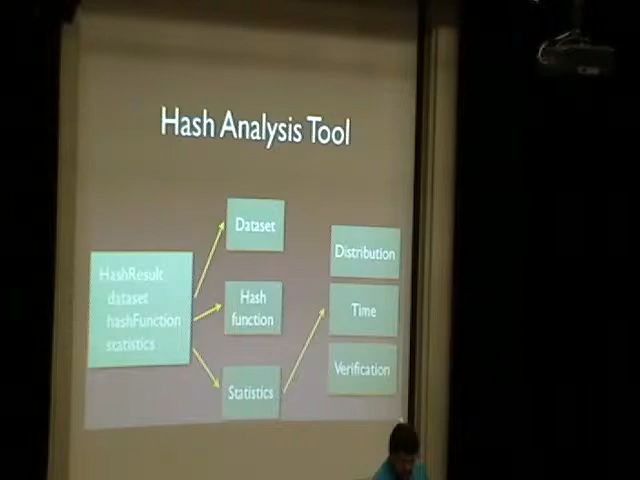 Hash Analysis Tool
HashResult
dataset
hashFunction
statistics
Dataset
Hash
function
Statistics
Distribution
Time
Verification